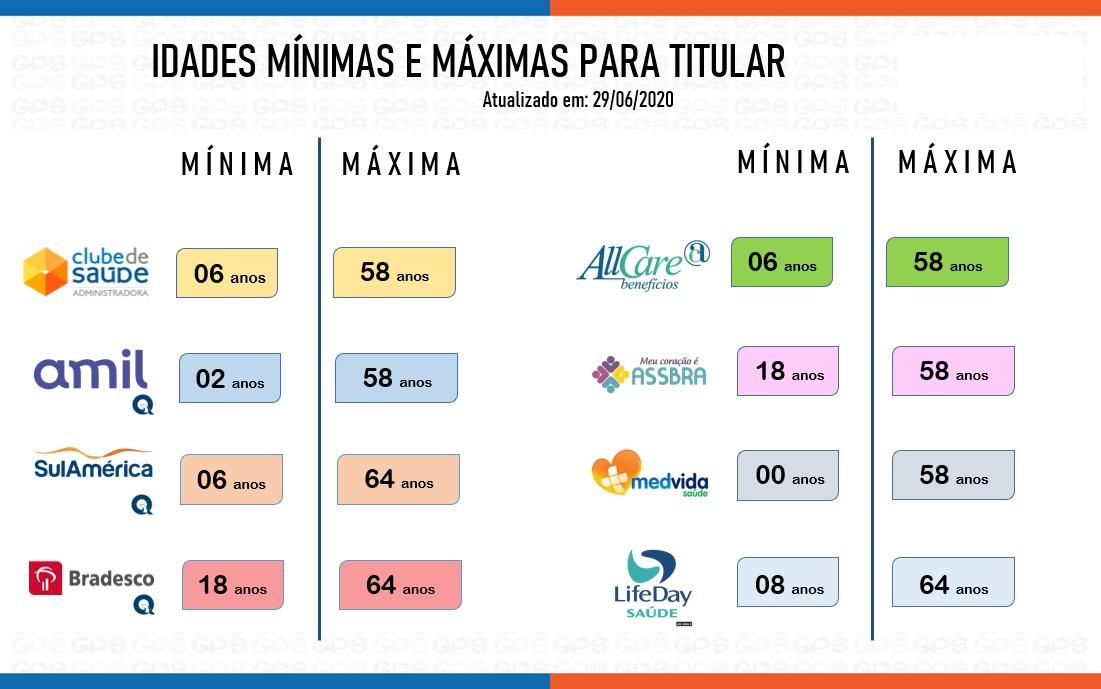 IDADES MÍNIMAS E MÁXIMAS PARA TITULAR
Atualizado em: 29/06/2020
MÍNIMA MÁXIMA
clube de saúde ADMINISTRADORA 06 anos 58 anos
amil Q 02 anos 58 anos
SulAmérica Q 06 anos 64 anos
Bradesco Q 18 anos 64 anos
MÍNIMA MÁXIMA
AllCare benefícios 06 anos 58 anos
Meu coração é ASSBRA 18 anos 58 anos
medvida saúde 00 anos 58 anos
LifeDay SAÚDE 08 anos 64 anos